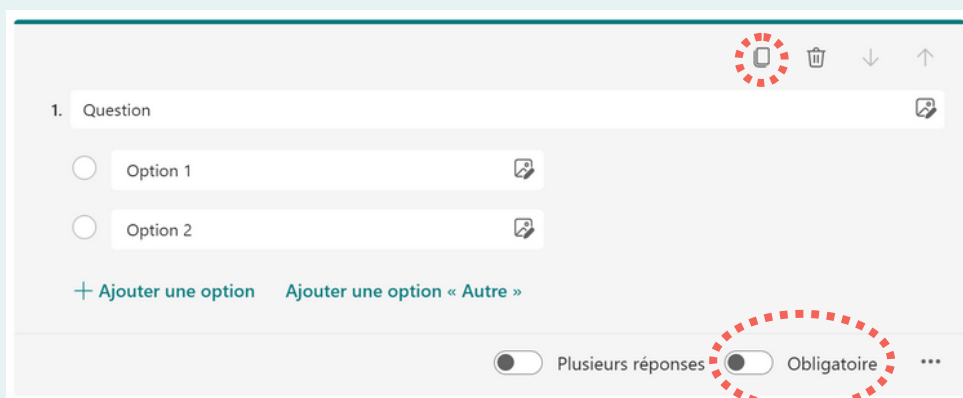 1. Question
Option 1
Option 2
+ Ajouter une option Ajouter une option « Autre »
Plusieurs réponses Obligatoire ...